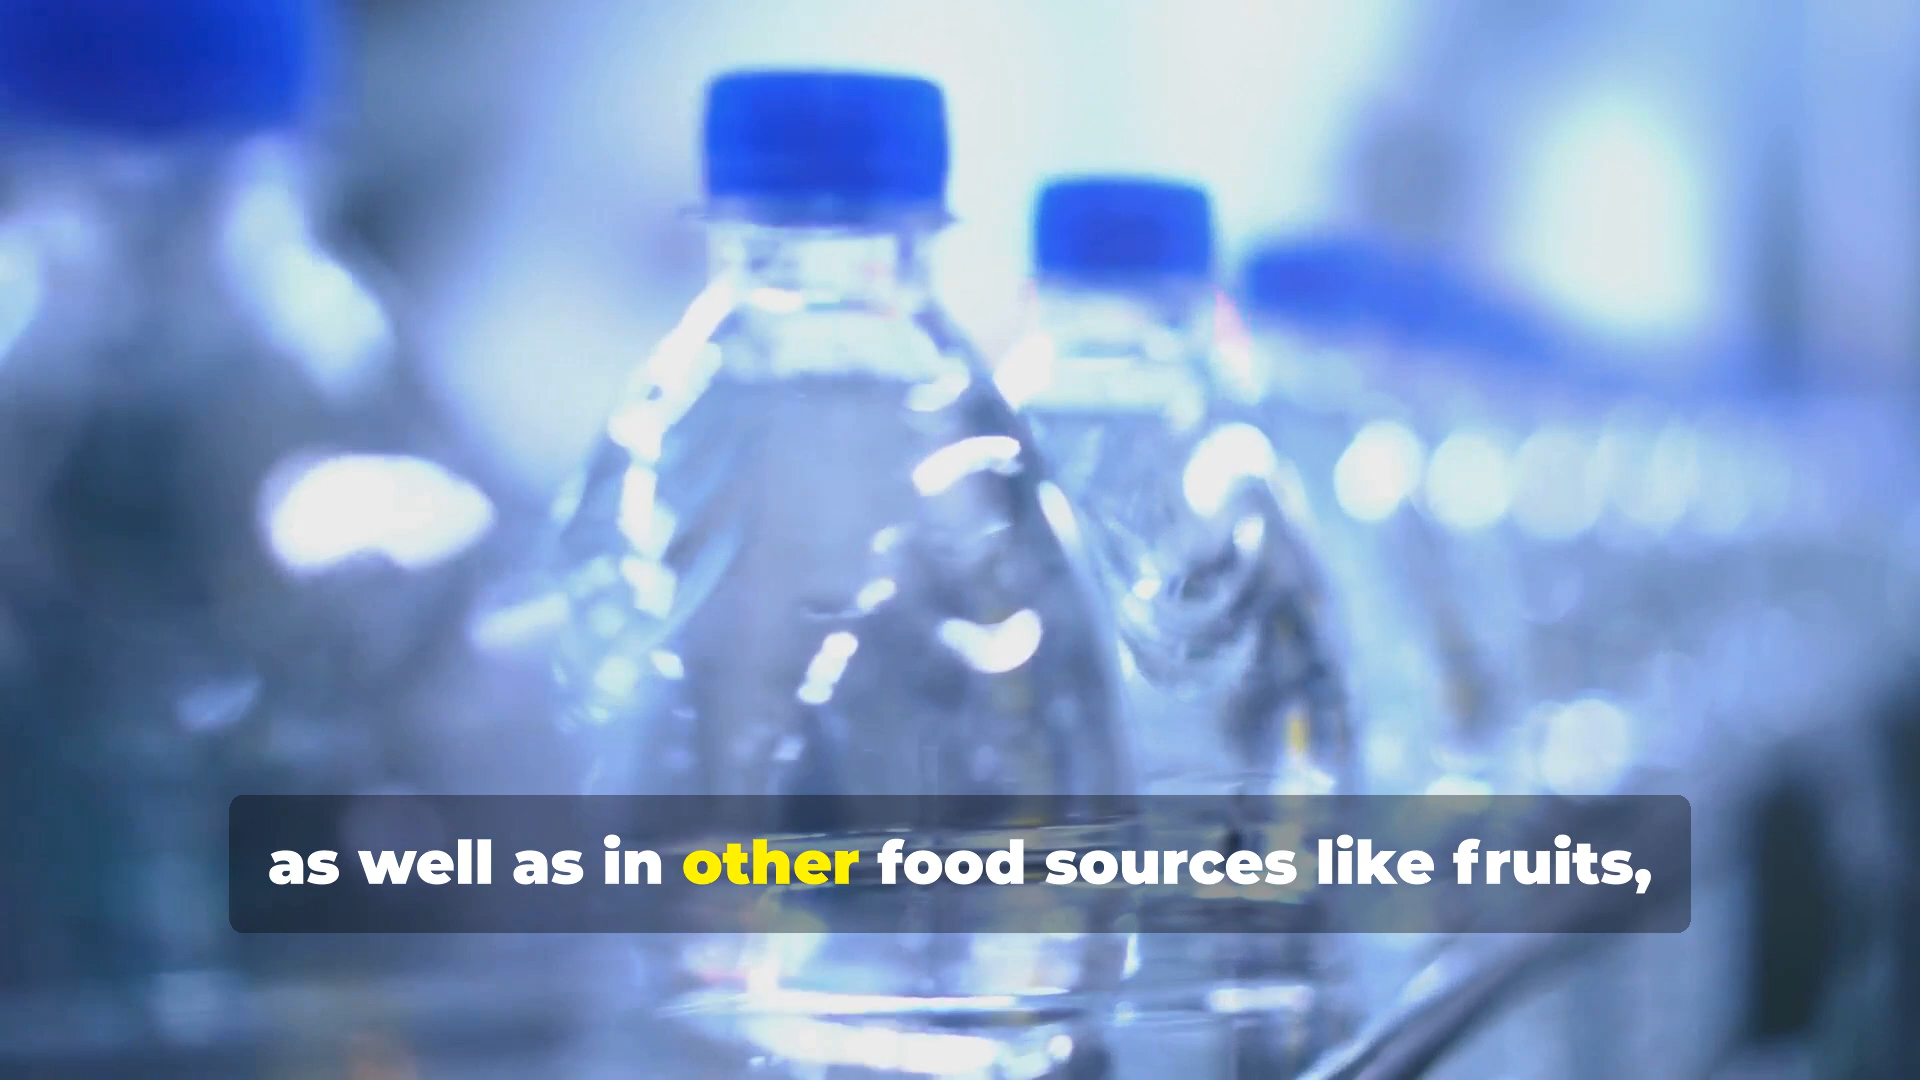 as well as in other food sources like fruits,